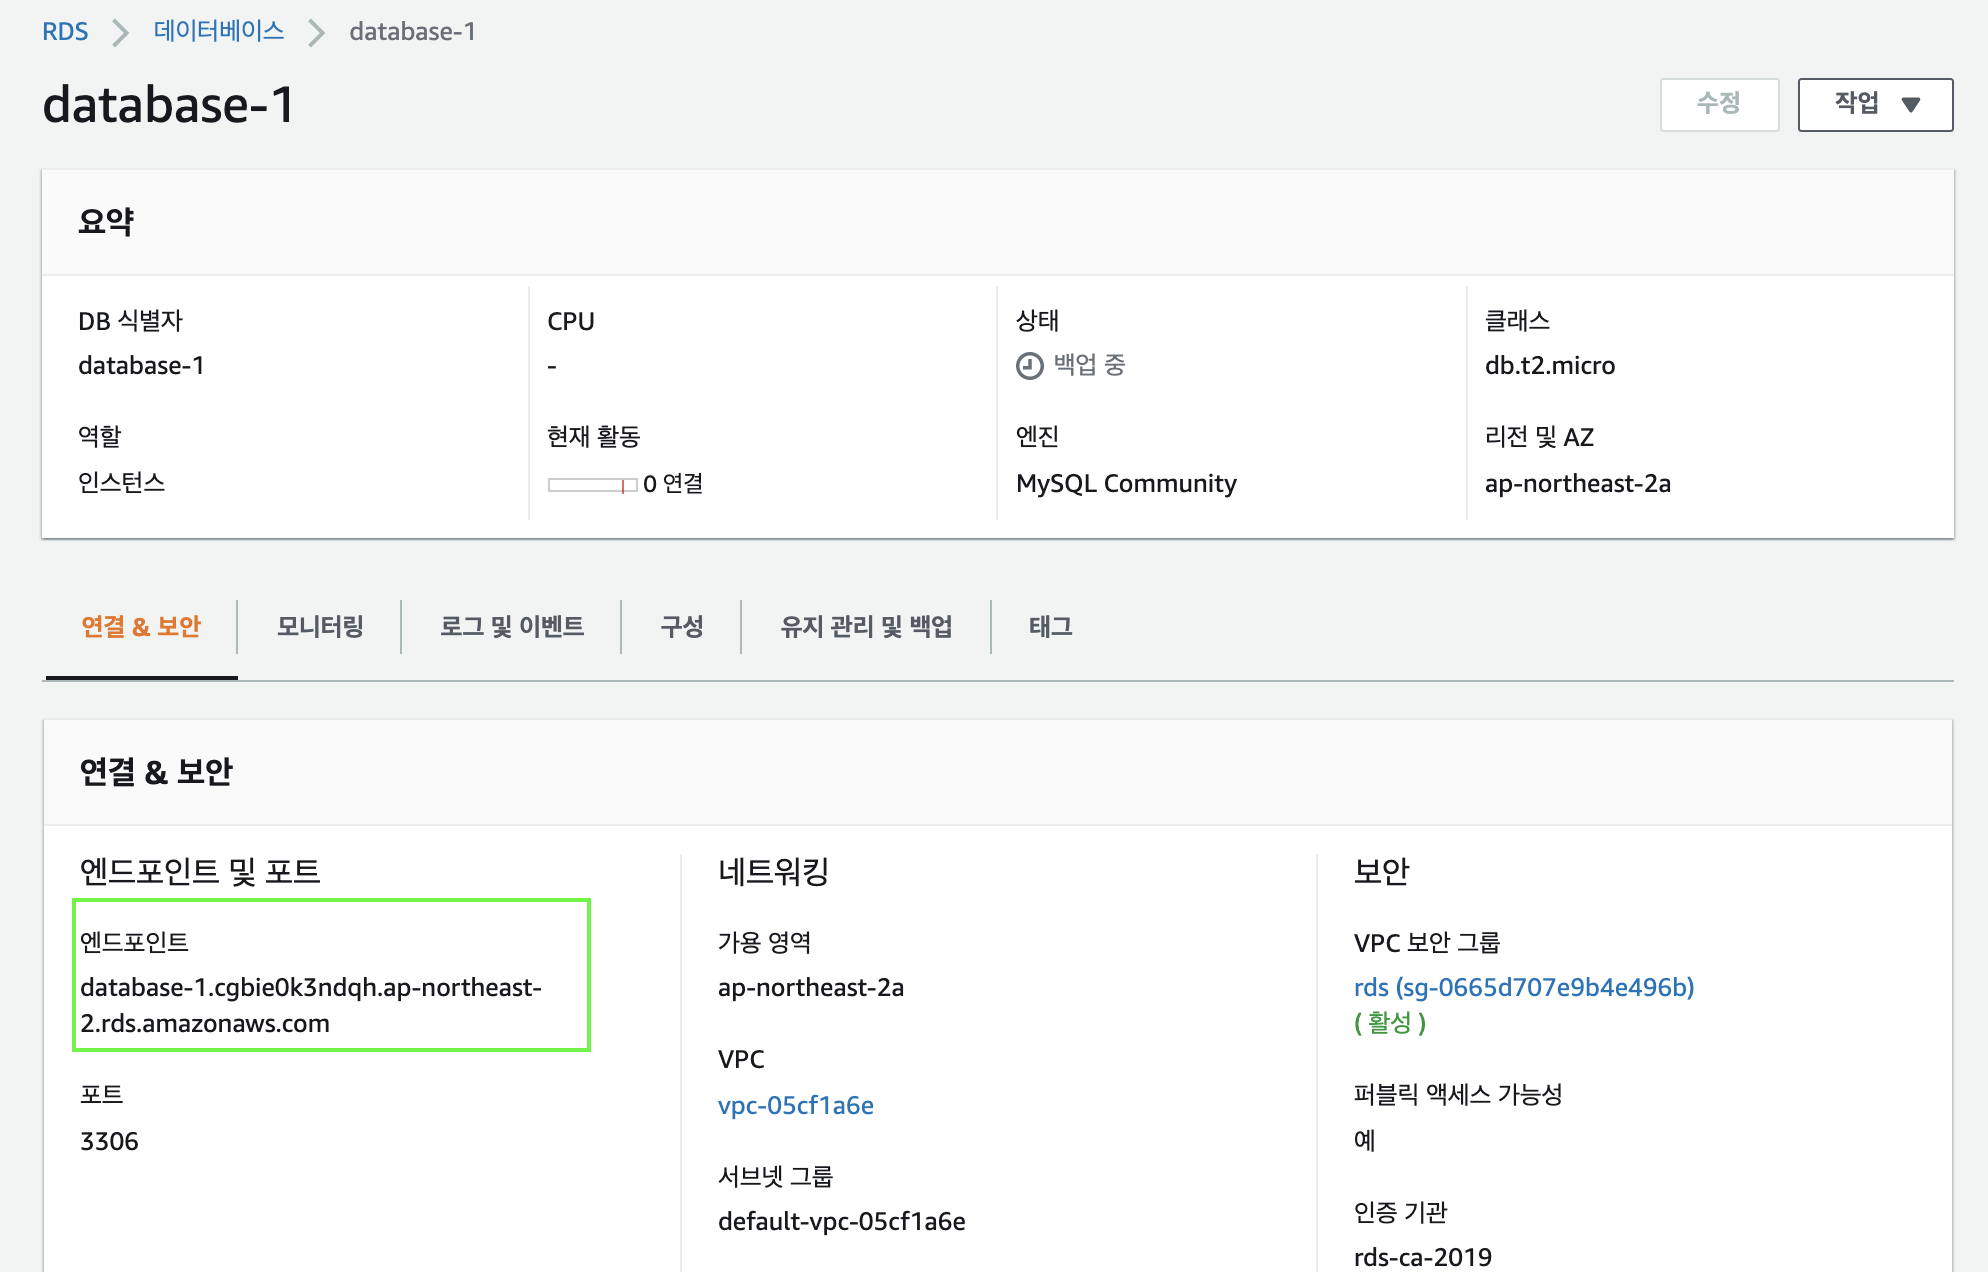 RDS
데이터베이스
database-1
database-1
수정
작업
요약
DB 식별자
database-1
CPU
-
상태
백업 중
클래스
db.t2.micro
역할
인스턴스
현재 활동
0 연결
엔진
MySQL Community
리전 및 AZ
ap-northeast-2a
연결 & 보안
모니터링
로그 및 이벤트
구성
유지 관리 및 백업
태그
연결 & 보안
엔드포인트 및 포트
엔드포인트
database-1.cgbie0k3ndqh.ap-northeast-
2.rds.amazonaws.com
포트
3306
네트워킹
가용 영역
ap-northeast-2a
VPC
vpc-05cf1a6e
서브넷 그룹
default-vpc-05cf1a6e
보안
VPC 보안 그룹
rds (sg-0665d707e9b4e496b)
( 활성 )
퍼블릭 액세스 가능성
예
인증 기관
rds-ca-2019